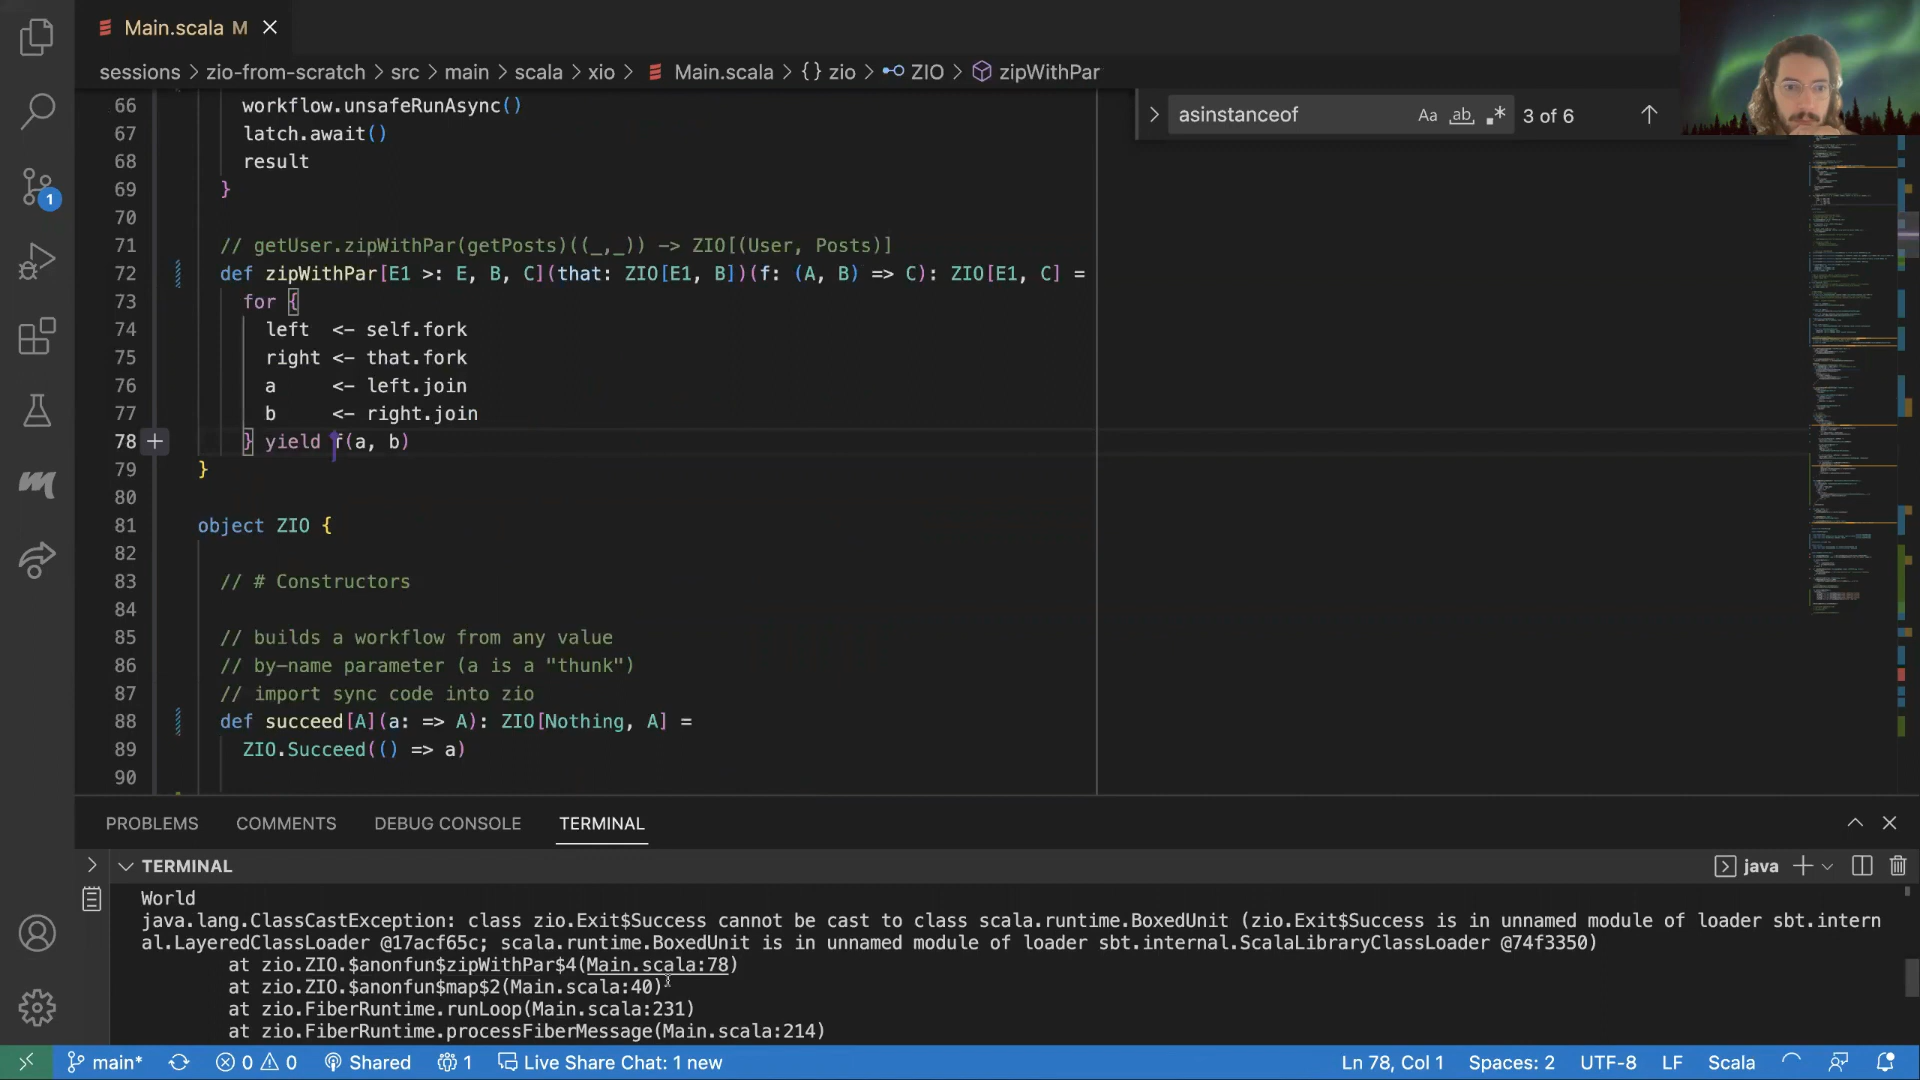 Main.scala M
sessions > zio-from-scratch > src > main > scala > xio > Main.scala > {} zio > ZIO > zipWithPar
asinstanceof
Aa ab .* 3 of 6
66 workflow.unsafeRunAsync()
67 latch.await()
68 result
69 }
70
71 // getUser.zipWithPar(getPosts)((_,_)) -> ZIO[(User, Posts)]
72 def zipWithPar[E1 >: E, B, C](that: ZIO[E1, B])(f: (A, B) => C): ZIO[E1, C] =
73 for {
74 left <- self.fork
75 right <- that.fork
76 a <- left.join
77 b <- right.join
78 } yield f(a, b)
79 }
80
81 object ZIO {
82
83 // # Constructors
84
85 // builds a workflow from any value
86 // by-name parameter (a is a "thunk")
87 // import sync code into zio
88 def succeed[A](a: => A): ZIO[Nothing, A] =
89 ZIO.Succeed(() => a)
90
1
PROBLEMS COMMENTS DEBUG CONSOLE TERMINAL
TERMINAL
java
World
java.lang.ClassCastException: class zio.Exit$Success cannot be cast to class scala.runtime.BoxedUnit (zio.Exit$Success is in unnamed module of loader sbt.intern
al.LayeredClassLoader @17acf65c; scala.runtime.BoxedUnit is in unnamed module of loader sbt.internal.ScalaLibraryClassLoader @74f3350)
at zio.ZIO.$anonfun$zipWithPar$4(Main.scala:78)
at zio.ZIO.$anonfun$map$2(Main.scala:40)
at zio.FiberRuntime.runLoop(Main.scala:231)
at zio.FiberRuntime.processFiberMessage(Main.scala:214)
main* 0 0 Shared 1 Live Share Chat: 1 new Ln 78, Col 1 Spaces: 2 UTF-8 LF Scala